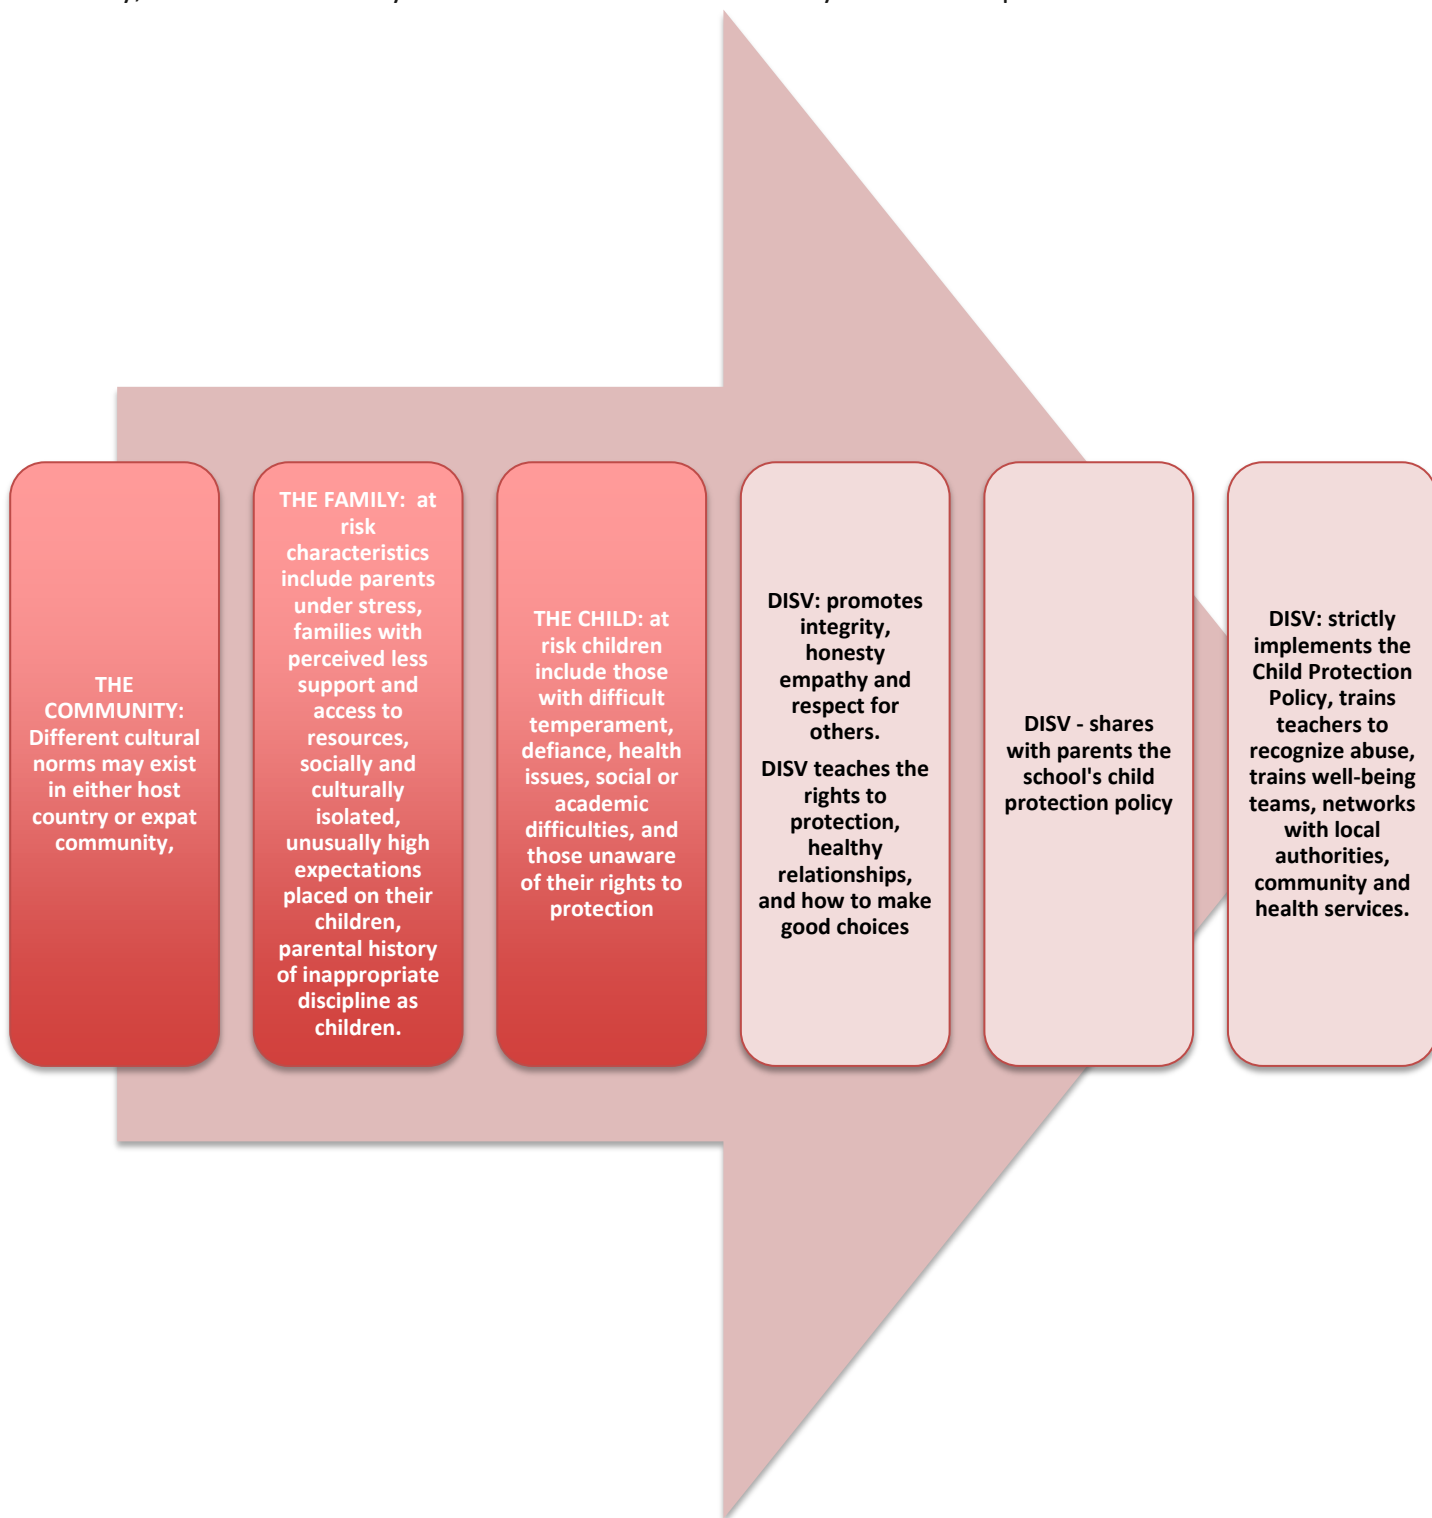 THE
COMMUNITY:
Different cultural
norms may exist
in either host
country or expat
community,
THE FAMILY: at
risk
characteristics
include parents
under stress,
families with
perceived less
support and
access to
resources,
socially and
culturally
isolated,
unusually high
expectations
placed on their
children,
parental history
of inappropriate
discipline as
children.
THE CHILD: at
risk children
include those
with difficult
temperament,
defiance, health
issues, social or
academic
difficulties, and
those unaware
of their rights to
protection
DISV: promotes
integrity,
honesty
empathy and
respect for
others.
DISV teaches the
rights to
protection,
healthy
relationships,
and how to make
good choices
DISV - shares
with parents the
school's child
protection policy
DISV: strictly
implements the
Child Protection
Policy, trains
teachers to
recognize abuse,
trains well-being
teams, networks
with local
authorities,
community and
health services.